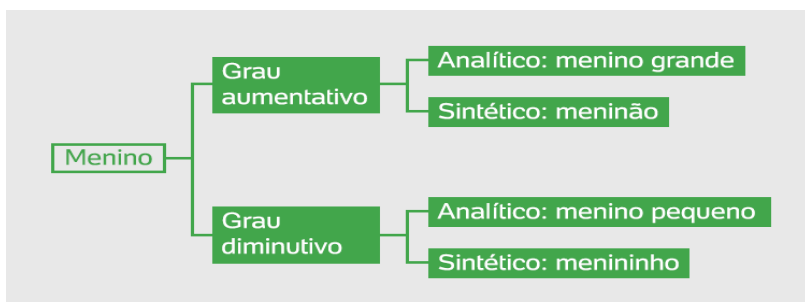 Menino
Grau
aumentativo
Analítico: menino grande
Sintético: meninão
Grau
diminutivo
Analítico: menino pequeno
Sintético: menininho